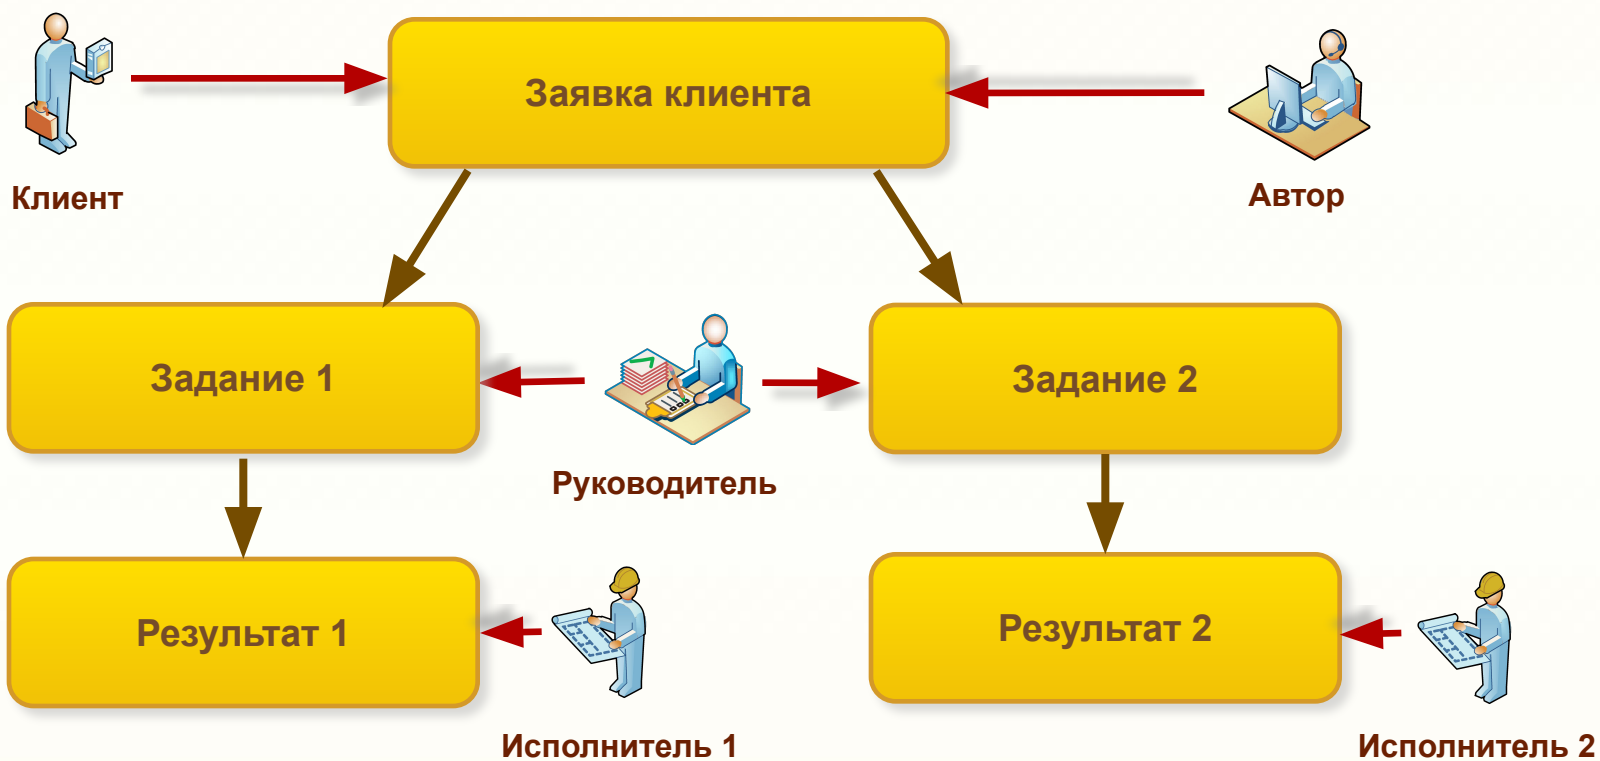 Заявка клиента
Клиент
Автор
Задание 1
Задание 2
Руководитель
Результат 1
Результат 2
Исполнитель 1
Исполнитель 2